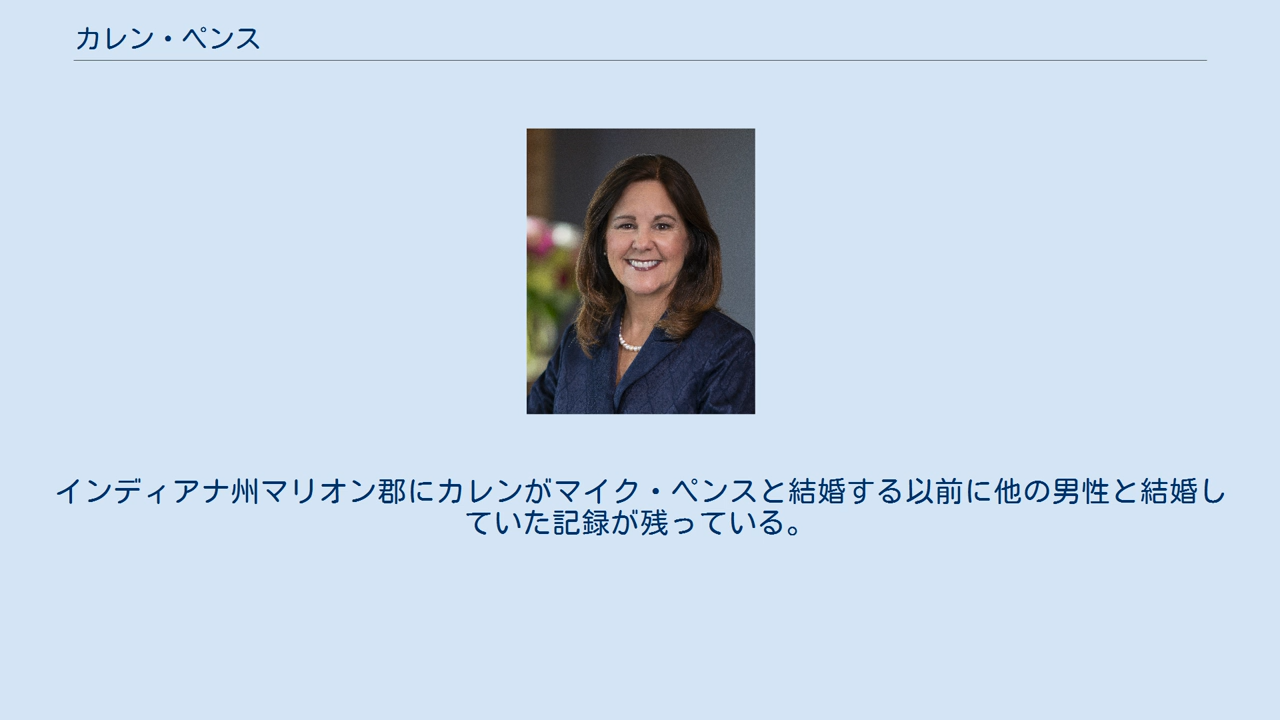 カレン・ペンス
インディアナ州マリオン郡にカレンがマイク・ペンスと結婚する以前に他の男性と結婚し
ていた記録が残っている。